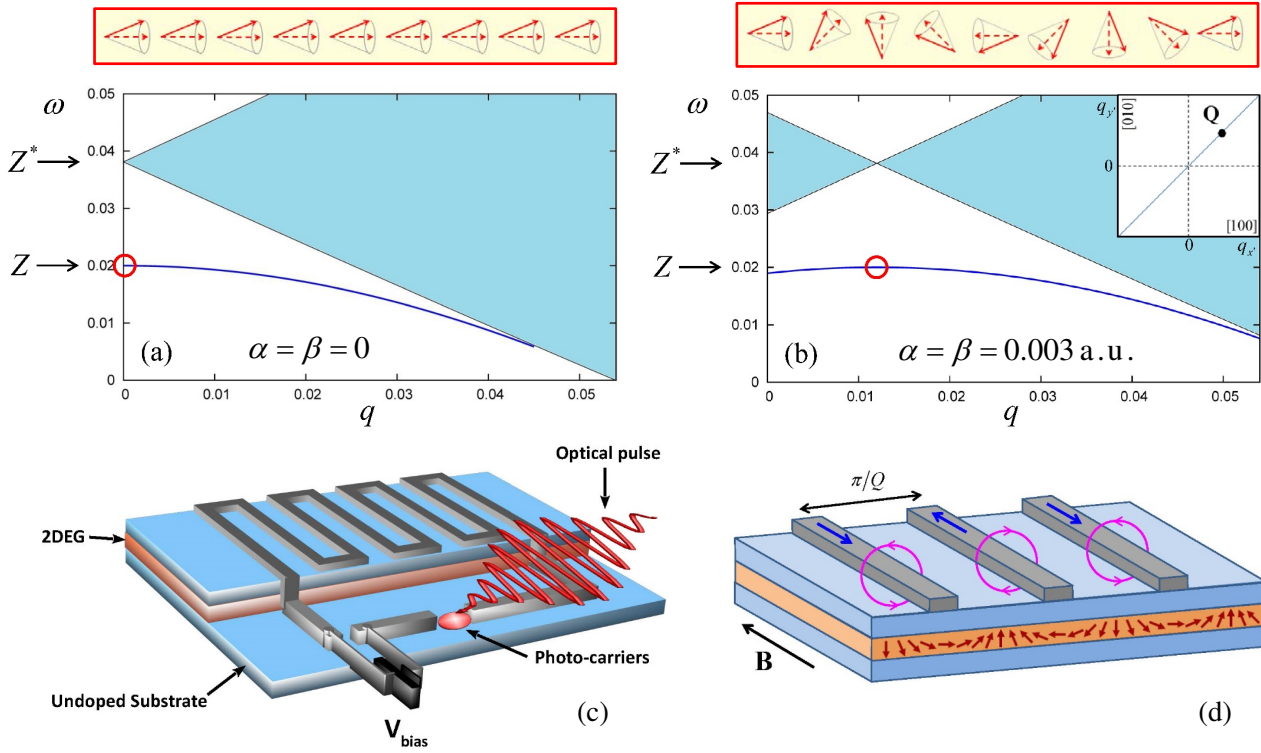 ω
0.05
0.04
0.03
0.02
0.01
0
Z* →
Z →
(a)
α = β = 0
0 0.01 0.02 0.03 0.04 0.05
q
ω
0.05
0.04
0.03
0.02
0.01
0
Z* →
Z →
(b)
α = β = 0.003 a.u.
0 0.01 0.02 0.03 0.04 0.05
q
q_y'
[010]
Q
0
[100]
0
q_x'
Optical pulse
2DEG
Photo-carriers
Undoped Substrate
V_bias
(c)
π/Q
B
(d)